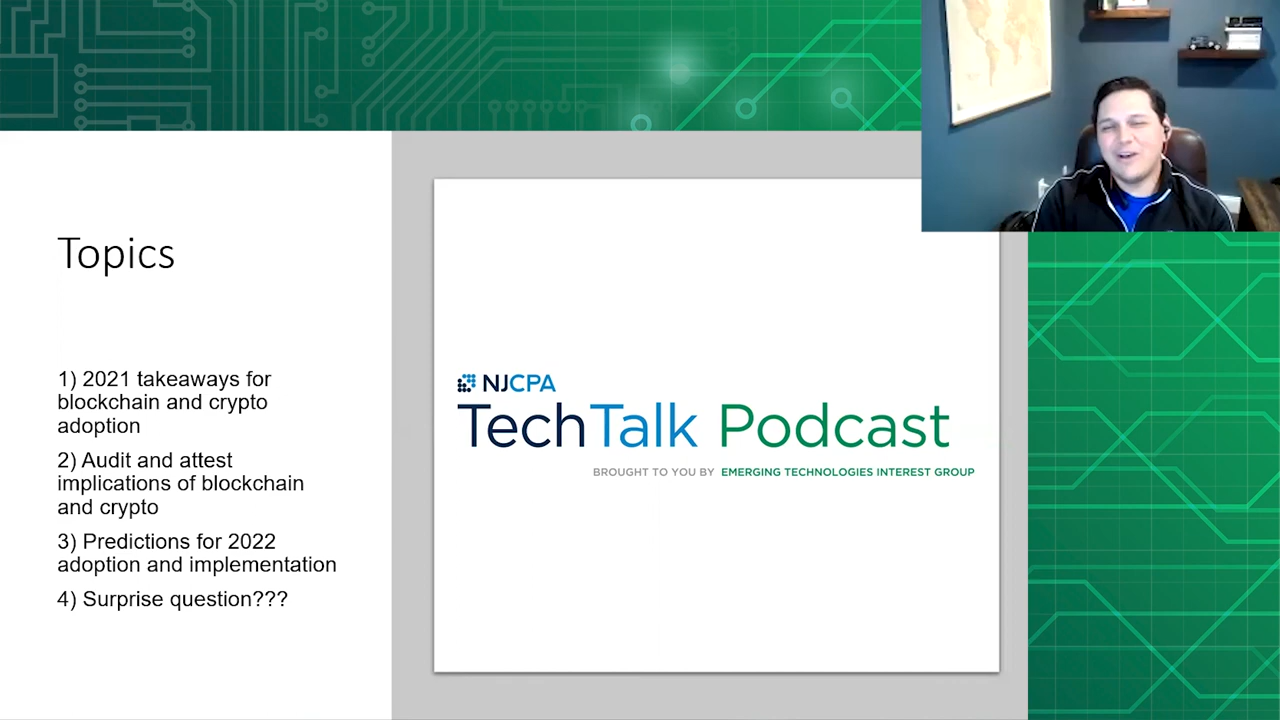 Topics
1) 2021 takeaways for
blockchain and crypto
adoption
2) Audit and attest
implications of blockchain
and crypto
3) Predictions for 2022
adoption and implementation
4) Surprise question???
NJCPA
TechTalk Podcast
BROUGHT TO YOU BY EMERGING TECHNOLOGIES INTEREST GROUP